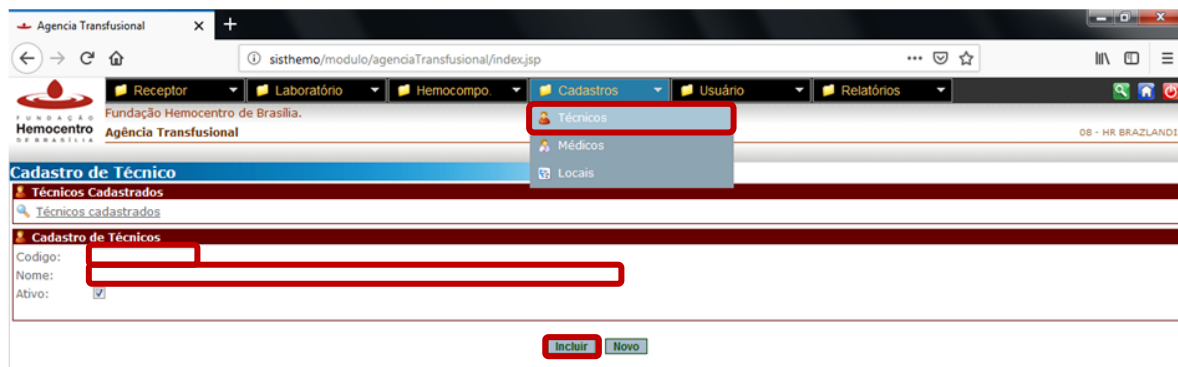 Agencia Transfusional
sisthemo/modulo/agenciaTransfusional/index.jsp
Receptor
Laboratório
Hemocompo.
Cadastros
Usuário
Relatórios
FUNDAÇÃO
Hemocentro
DE BRASÍLIA
Fundação Hemocentro de Brasília.
Agência Transfusional
Técnicos
Médicos
Locais
08 - HR BRAZLANDI
Cadastro de Técnico
Técnicos Cadastrados
Técnicos cadastrados
Cadastro de Técnicos
Codigo:
Nome:
Ativo:
Incluir Novo